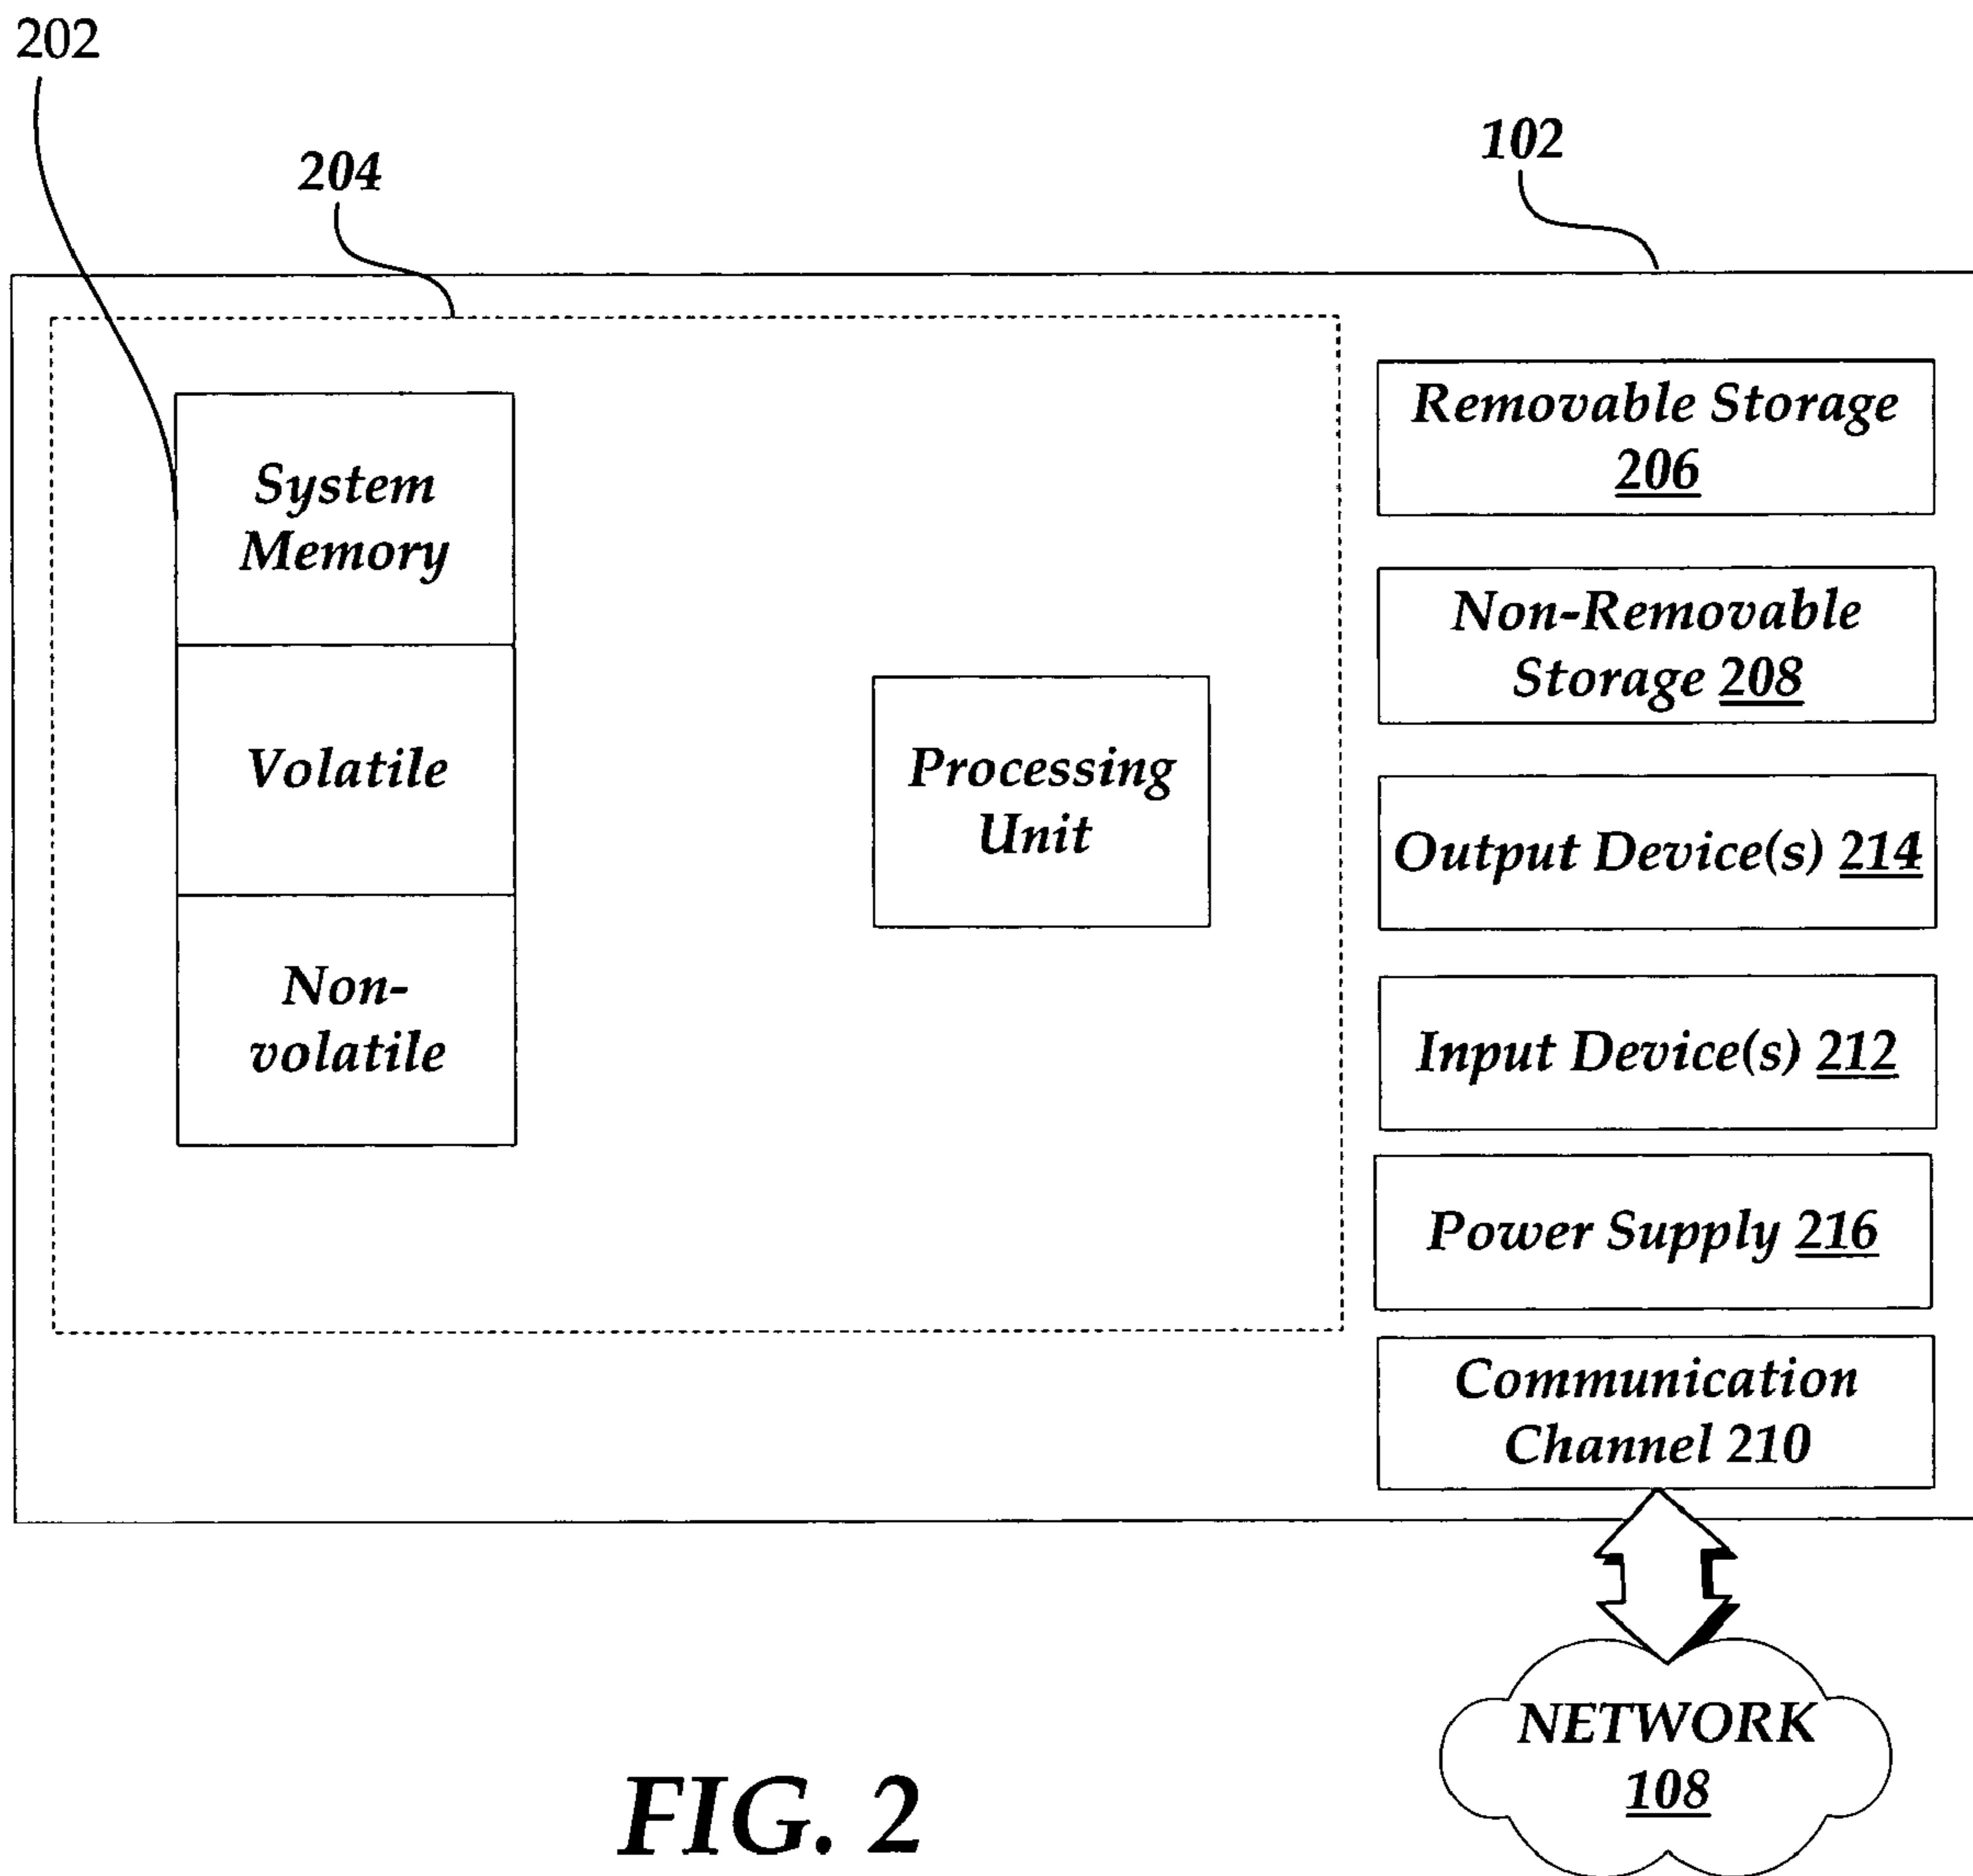 202
204
102
System
Memory
Volatile
Non-
volatile
Processing
Unit
Removable Storage
206
Non-Removable
Storage 208
Output Device(s) 214
Input Device(s) 212
Power Supply 216
Communication
Channel 210
NETWORK
108
FIG. 2